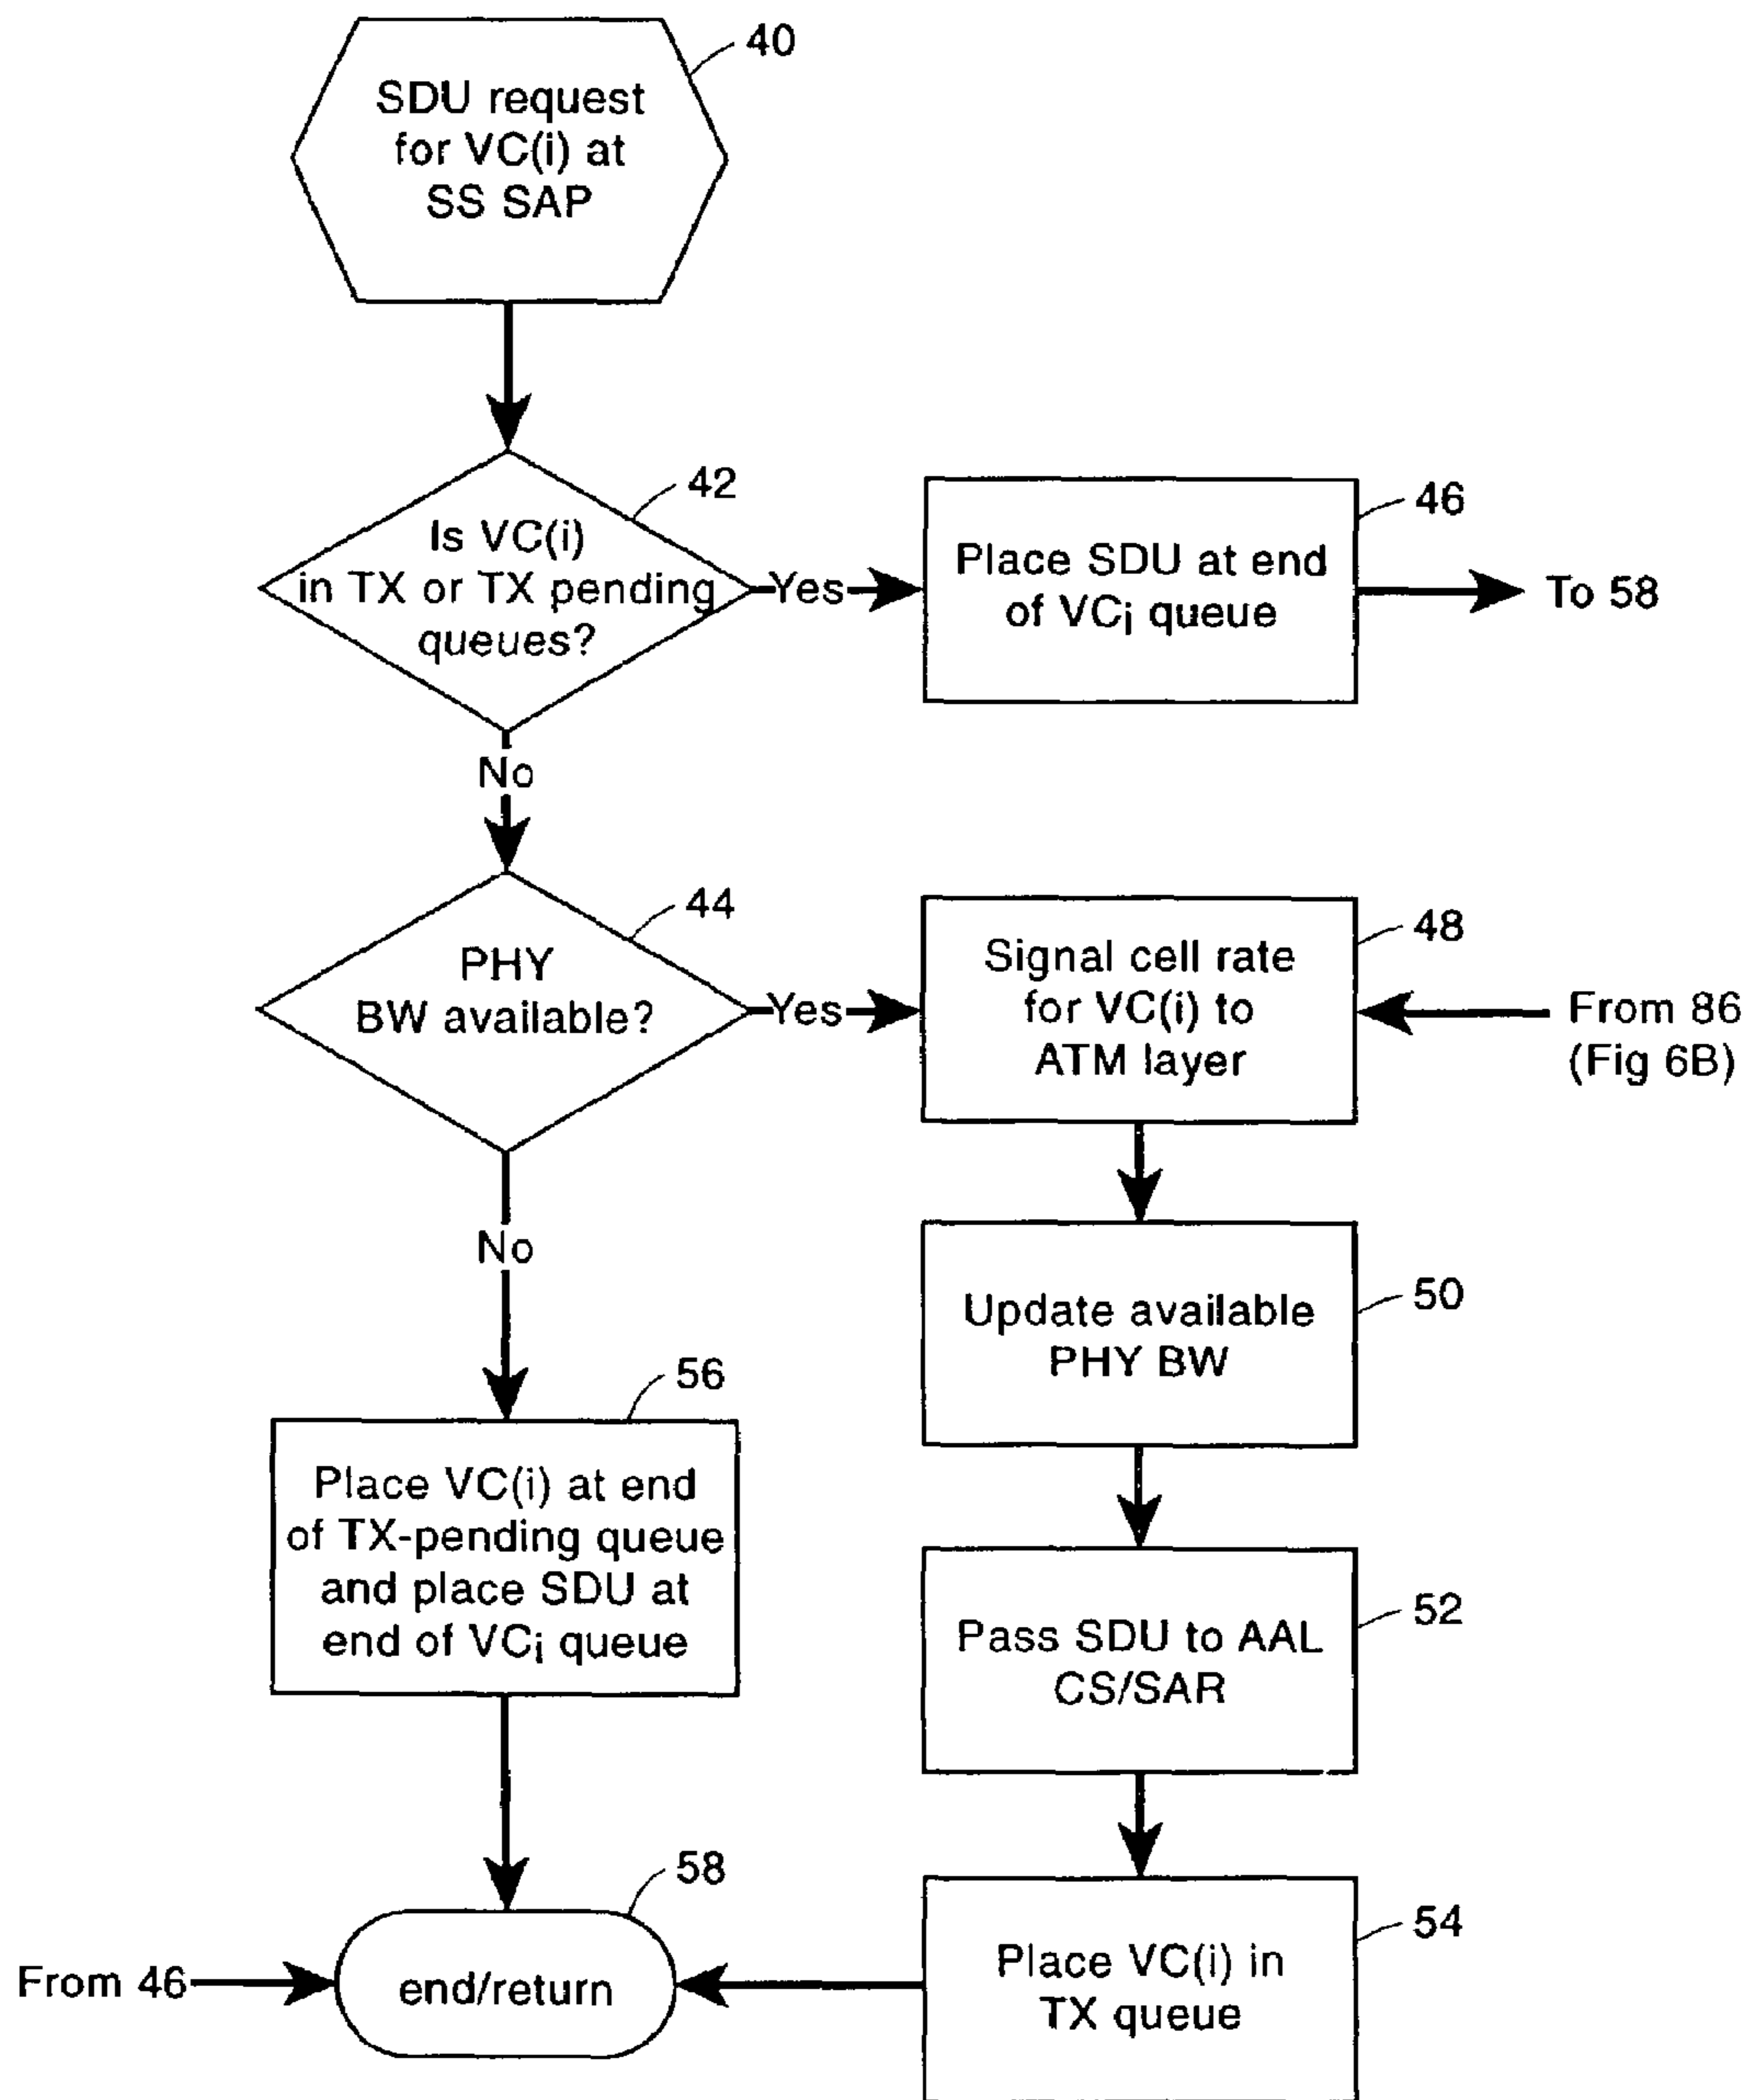 40
SDU request
for VC(i) at
SS SAP
42
Is VC(i)
in TX or TX pending
queues?
Yes
46
Place SDU at end
of VCi queue
To 58
No
44
PHY
BW available?
Yes
48
Signal cell rate
for VC(i) to
ATM layer
From 86
(Fig 6B)
No
50
Update available
PHY BW
56
Place VC(i) at end
of TX-pending queue
and place SDU at
end of VCi queue
52
Pass SDU to AAL
CS/SAR
58
From 46
end/return
54
Place VC(i) in
TX queue